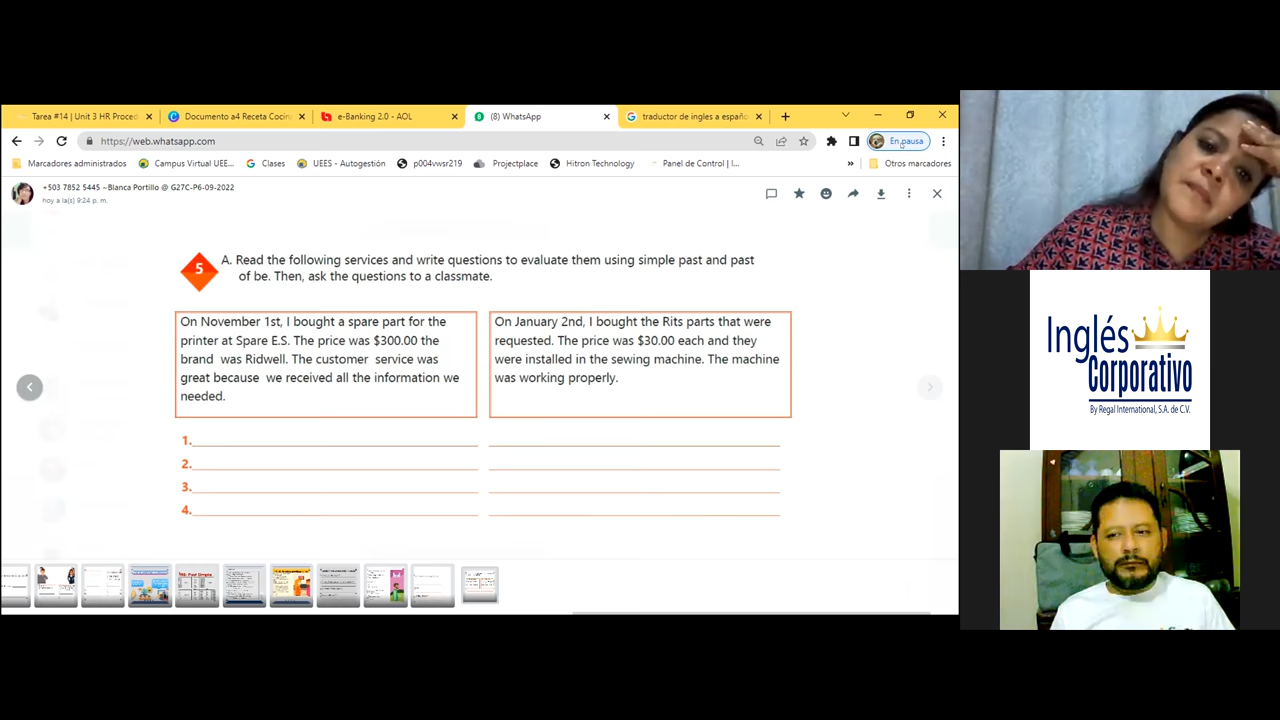 Tarea #14 | Unit 3 HR Proced
Documento a4 Receta Cocina
e-Banking 2.0 - AOL
(8) WhatsApp
traductor de ingles a español
https://web.whatsapp.com
En pausa
Marcadores administrados
Campus Virtual UEE...
Clases
UEES - Autogestión
p004vwsr219
Projectplace
Hitron Technology
Panel de Control | I...
»
Otros marcadores
+503 7852 5445 ~Blanca Portillo @ G27C-P6-09-2022
hoy a la(s) 9:24 p. m.
5
A. Read the following services and write questions to evaluate them using simple past and past
of be. Then, ask the questions to a classmate.
On November 1st, I bought a spare part for the
printer at Spare E.S. The price was $300.00 the
brand was Ridwell. The customer service was
great because we received all the information we
needed.
On January 2nd, I bought the Rits parts that were
requested. The price was $30.00 each and they
were installed in the sewing machine. The machine
was working properly.
1.
2.
3.
4.
Inglés
Corporativo
By Regal International, S.A. de C.V.